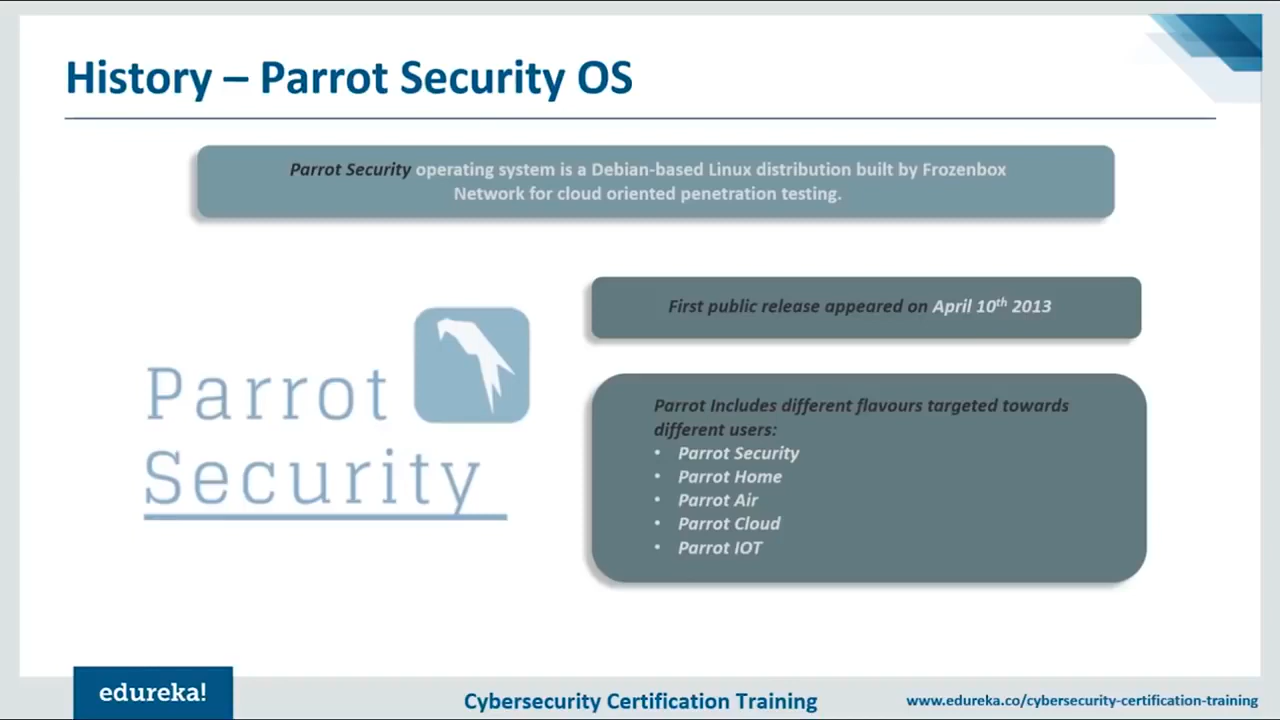 History – Parrot Security OS
Parrot Security operating system is a Debian-based Linux distribution built by Frozenbox
Network for cloud oriented penetration testing.
First public release appeared on April 10th 2013
Parrot
Security
Parrot Includes different flavours targeted towards
different users:
• Parrot Security
• Parrot Home
• Parrot Air
• Parrot Cloud
• Parrot IOT
edureka!
Cybersecurity Certification Training
www.edureka.co/cybersecurity-certification-training